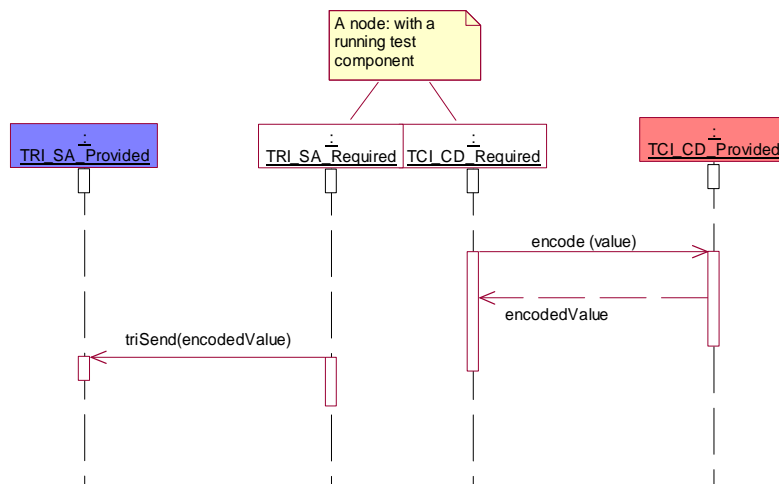 A node: with a
running test
component
:
TRI_SA_Provided
:
TRI_SA_Required
:
TCI_CD_Required
:
TCI_CD_Provided
encode (value)
encodedValue
triSend(encodedValue)